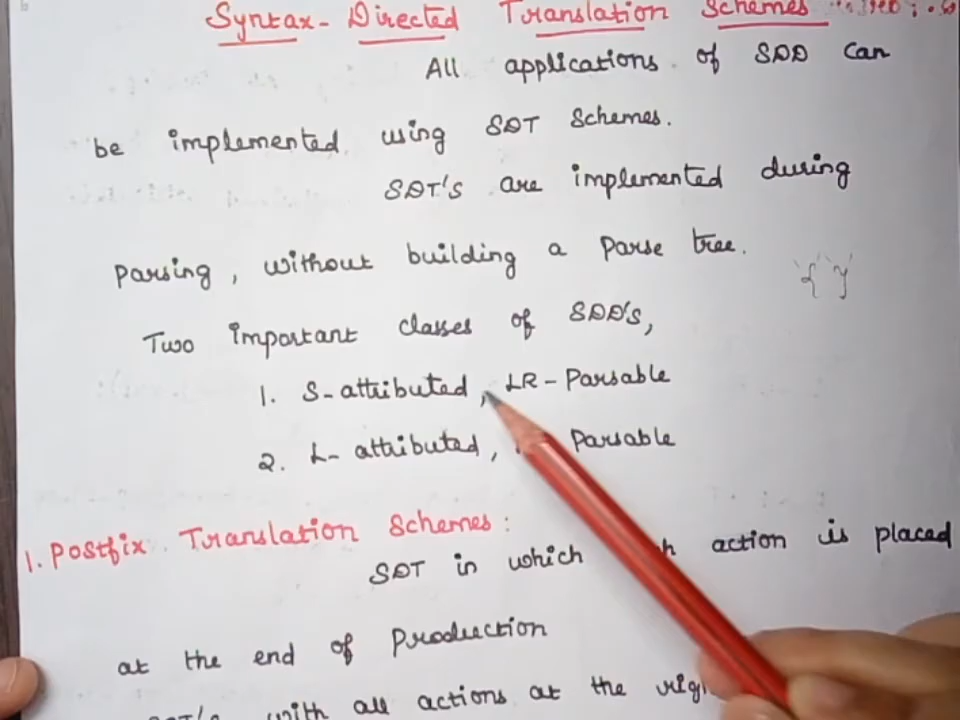 Syntax-Directed Translation Schemes
All applications of SDD can
be implemented using SDT Schemes.
SDT'S are implemented during
Parsing, without building a parse tree.
{ }
Two important classes of SDD'S,
1. S-attributed, LR-Parsable
2. L-attributed, Parsable
1. Postfix Translation Schemes:
SDT in which action is placed
at the end of Production
with all actions at the